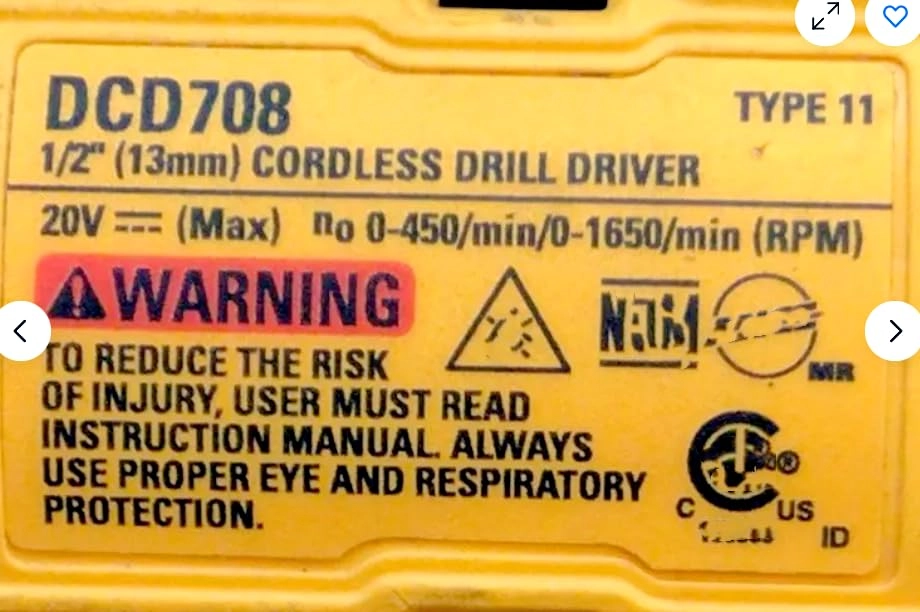 DCD708
TYPE 11
1/2" (13mm) CORDLESS DRILL DRIVER
20V ⎓ (Max) no 0-450/min/0-1650/min (RPM)
⚠WARNING
TO REDUCE THE RISK
OF INJURY, USER MUST READ
INSTRUCTION MANUAL. ALWAYS
USE PROPER EYE AND RESPIRATORY
PROTECTION.
MR
®
C US
ID